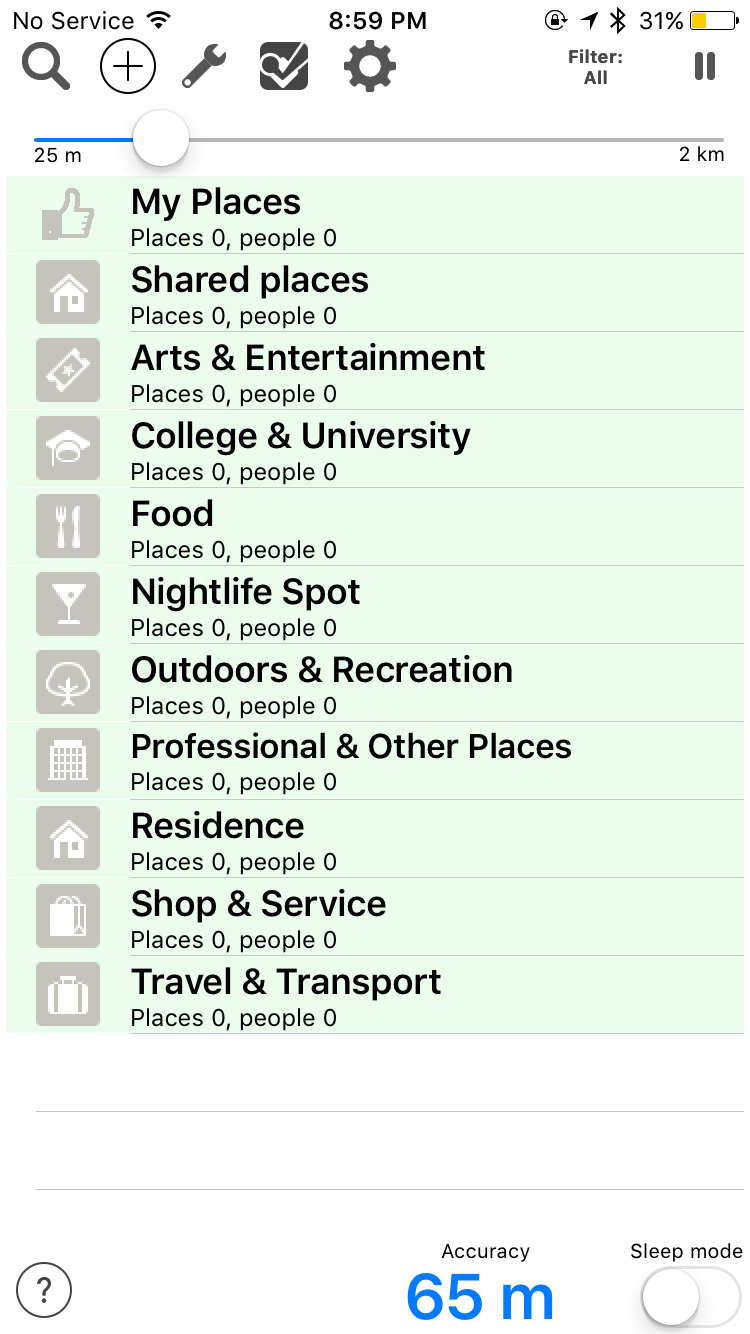 No Service 8:59 PM 31%
Filter:
All
25 m 2 km
My Places
Places 0, people 0
Shared places
Places 0, people 0
Arts & Entertainment
Places 0, people 0
College & University
Places 0, people 0
Food
Places 0, people 0
Nightlife Spot
Places 0, people 0
Outdoors & Recreation
Places 0, people 0
Professional & Other Places
Places 0, people 0
Residence
Places 0, people 0
Shop & Service
Places 0, people 0
Travel & Transport
Places 0, people 0
Accuracy Sleep mode
? 65 m